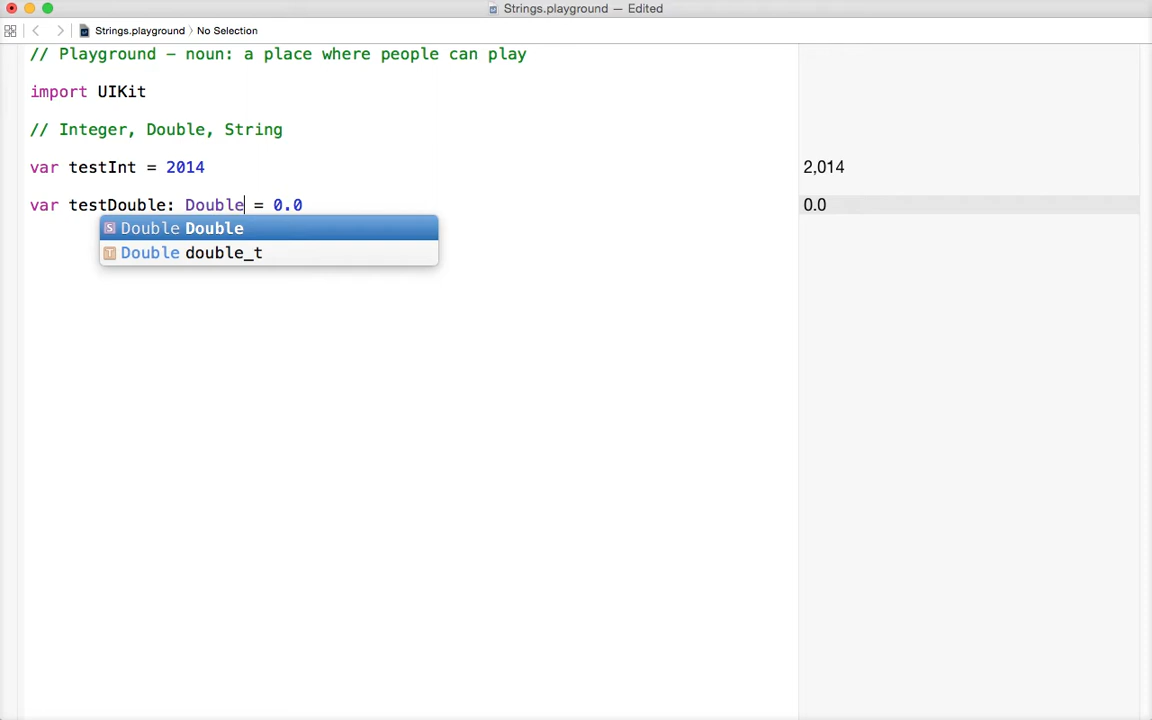 Strings.playground — Edited
Strings.playground 〉 No Selection
// Playground – noun: a place where people can play
import UIKit
// Integer, Double, String
var testInt = 2014
2,014
var testDouble: Double = 0.0
0.0
S Double Double
T Double double_t